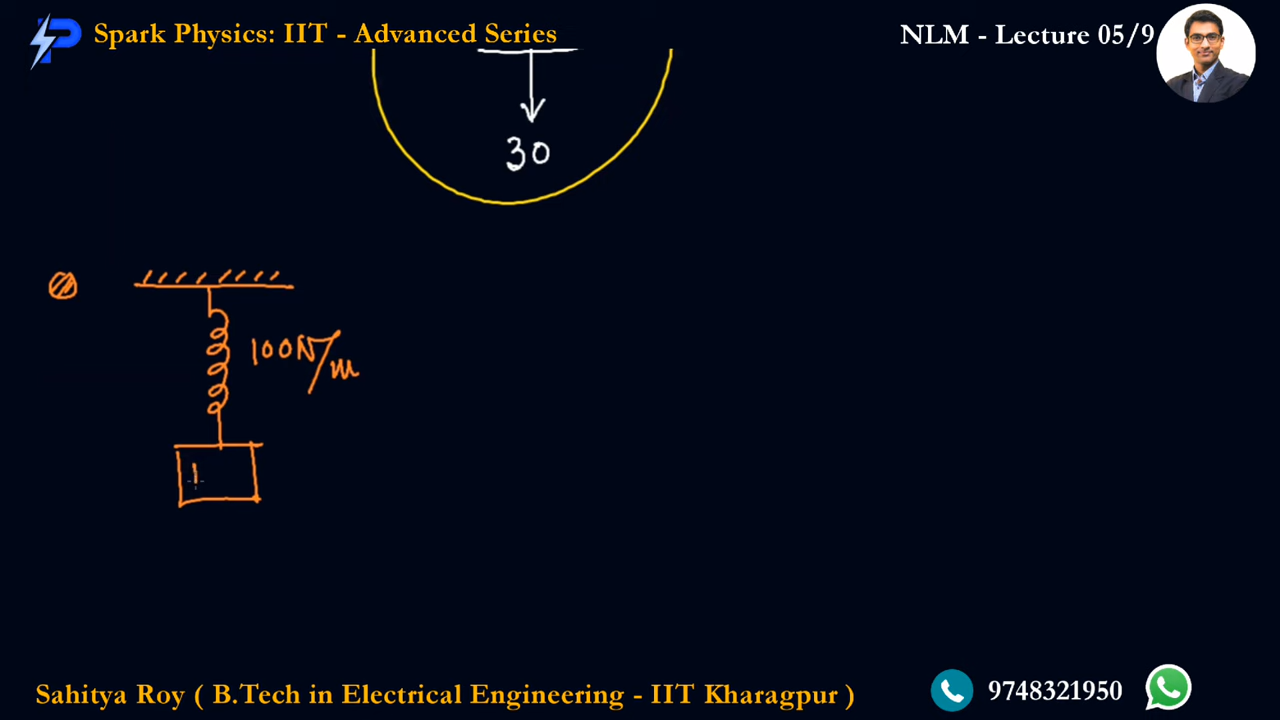 Spark Physics: IIT - Advanced Series
NLM - Lecture 05/9
30
100N/m
1
Sahitya Roy ( B.Tech in Electrical Engineering - IIT Kharagpur )
9748321950